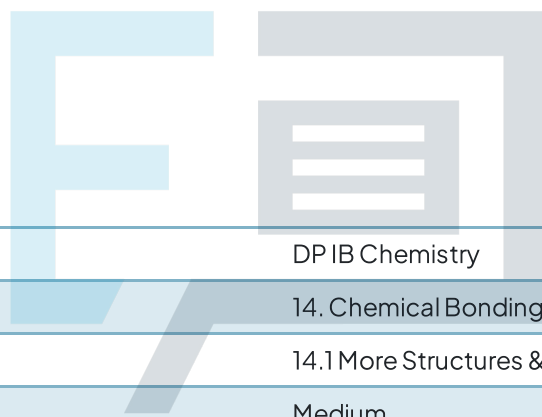 DP IB Chemistry
14. Chemical Bonding
14.1 More Structures &
Medium